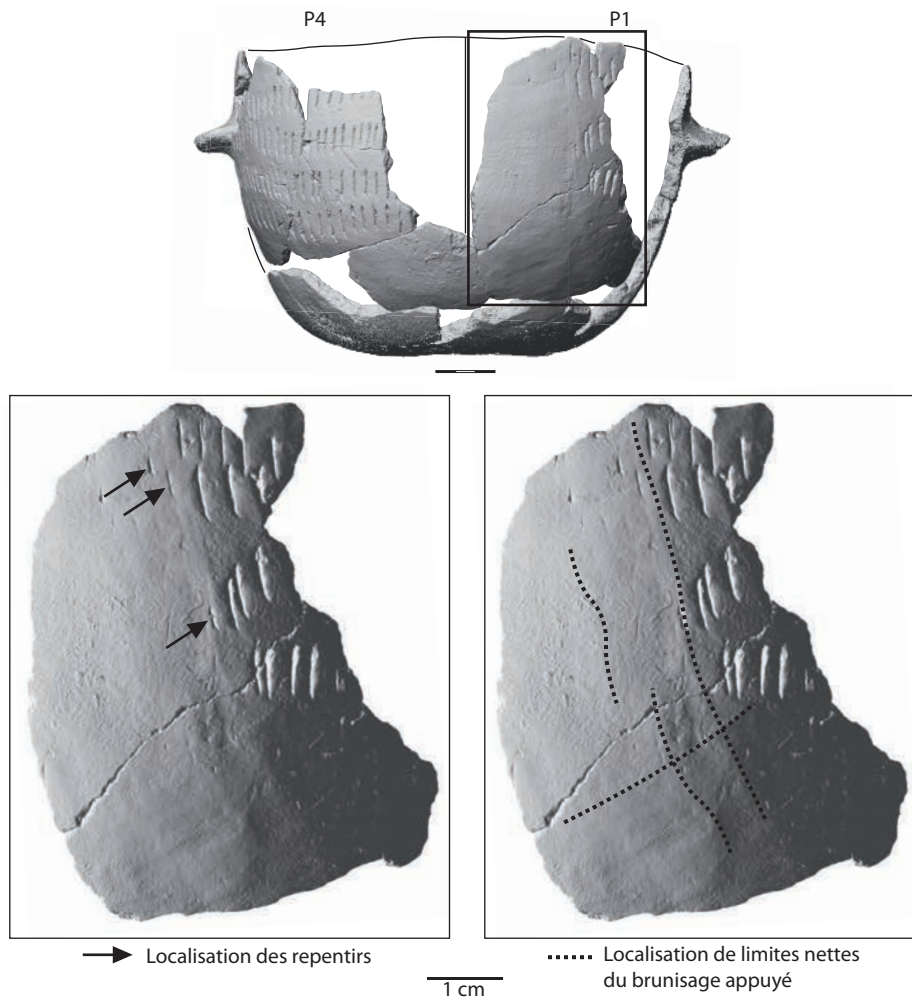 P4
P1
Localisation des repentirs
Localisation de limites nettes
du brunisage appuyé
1 cm